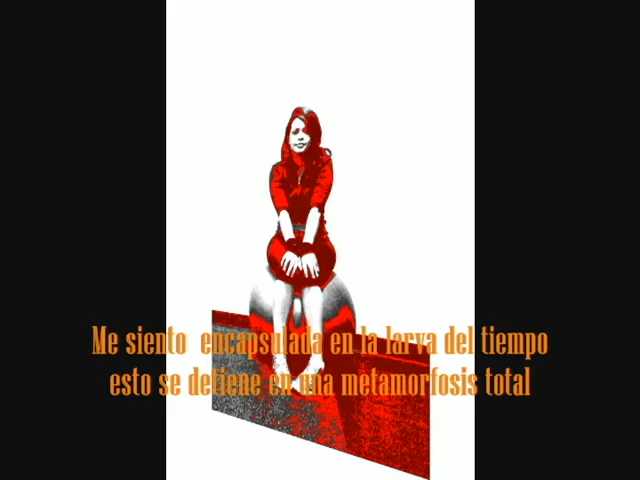 Me siento  encapsulada en la larva del tiempo
esto se detiene en una metamorfosis total